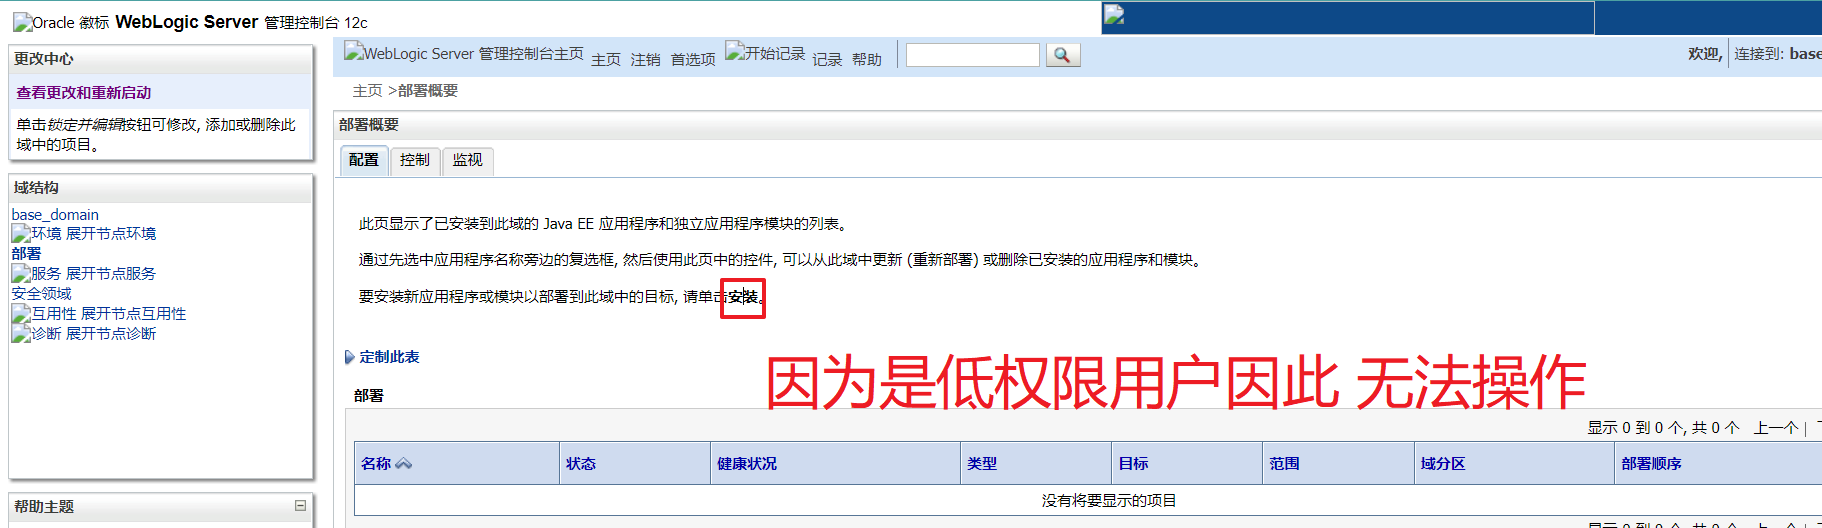 Oracle 徽标 WebLogic Server 管理控制台 12c
更改中心
查看更改和重新启动
单击锁定并编辑按钮可修改, 添加或删除此
域中的项目。
域结构
base_domain
环境 展开节点环境
部署
服务 展开节点服务
安全领域
互用性 展开节点互用性
诊断 展开节点诊断
帮助主题
WebLogic Server 管理控制台主页 主页 注销 首选项 开始记录 记录 帮助
欢迎, 连接到: base
主页 >部署概要
部署概要
配置 控制 监视
此页显示了已安装到此域的 Java EE 应用程序和独立应用程序模块的列表。
通过先选中应用程序名称旁边的复选框, 然后使用此页中的控件, 可以从此域中更新 (重新部署) 或删除已安装的应用程序和模块。
要安装新应用程序或模块以部署到此域中的目标, 请单击安装。
定制此表
因为是低权限用户因此 无法操作
部署
显示 0 到 0 个, 共 0 个 上一个 |
名称 状态 健康状况 类型 目标 范围 域分区 部署顺序
没有将要显示的项目
显示 0 到 0 个, 共 0 个 上一个 |